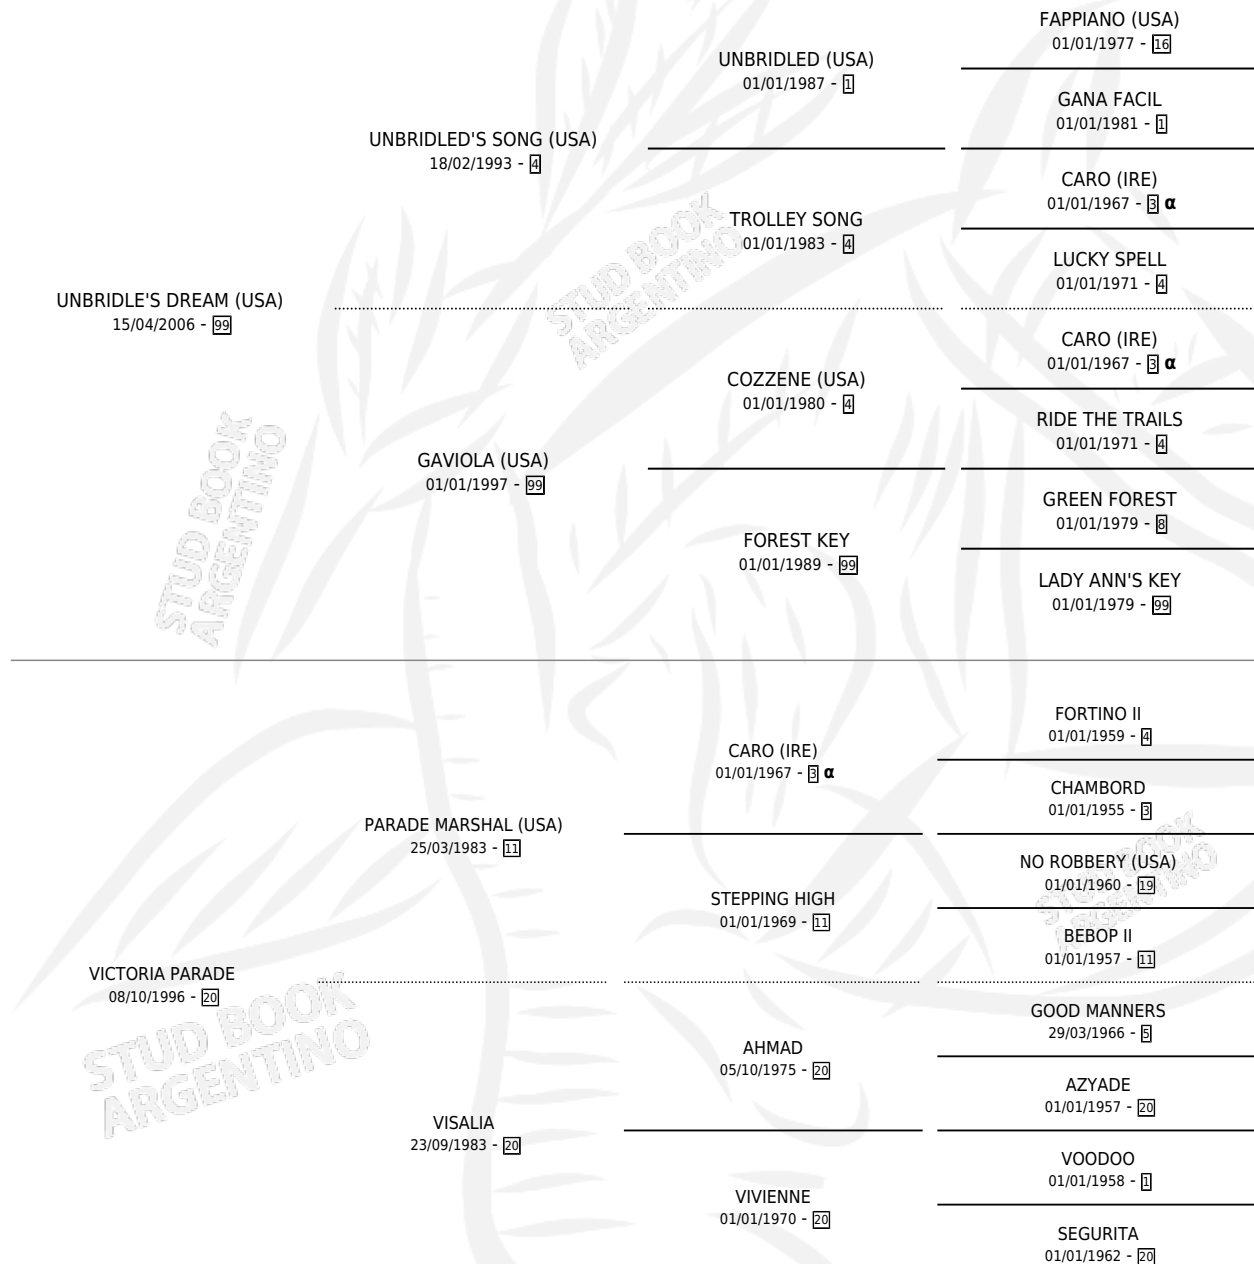 FAPPIANO (USA)
01/01/1977 - 16
UNBRIDLED (USA)
01/01/1987 - 1
GANA FACIL
01/01/1981 - 1
UNBRIDLED'S SONG (USA)
18/02/1993 - 4
CARO (IRE)
01/01/1967 - 3 α
TROLLEY SONG
01/01/1983 - 4
LUCKY SPELL
01/01/1971 - 4
UNBRIDLE'S DREAM (USA)
15/04/2006 - 99
CARO (IRE)
01/01/1967 - 3 α
COZZENE (USA)
01/01/1980 - 4
RIDE THE TRAILS
01/01/1971 - 4
GAVIOLA (USA)
01/01/1997 - 99
GREEN FOREST
01/01/1979 - 8
FOREST KEY
01/01/1989 - 99
LADY ANN'S KEY
01/01/1979 - 99
FORTINO II
01/01/1959 - 4
CARO (IRE)
01/01/1967 - 3 α
CHAMBORD
01/01/1955 - 3
PARADE MARSHAL (USA)
25/03/1983 - 11
NO ROBBERY (USA)
01/01/1960 - 19
STEPPING HIGH
01/01/1969 - 11
BEBOP II
01/01/1957 - 11
VICTORIA PARADE
08/10/1996 - 20
GOOD MANNERS
29/03/1966 - 5
AHMAD
05/10/1975 - 20
AZYADE
01/01/1957 - 20
VISALIA
23/09/1983 - 20
VOODOO
01/01/1958 - 1
VIVIENNE
01/01/1970 - 20
SEGURITA
01/01/1962 - 20
STUD BOOK
ARGENTINO
STUD BOOK
ARGENTINO
STUD BOOK
ARGENTINO
STUD BOOK
ARGENTINO